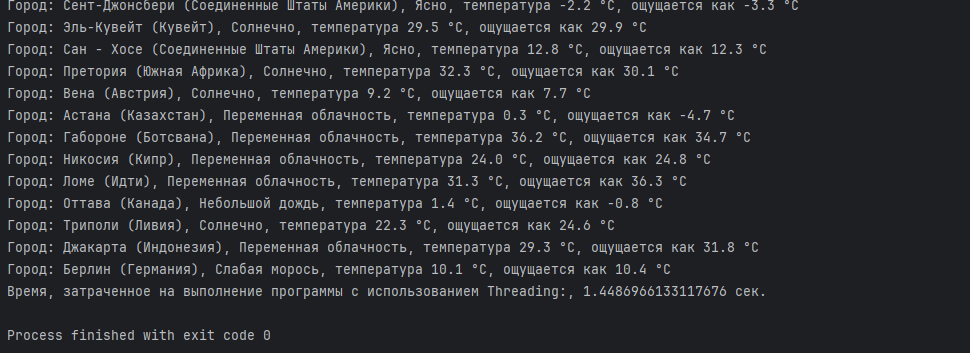 Город: Сент-Джонсбери (Соединенные Штаты Америки), Ясно, температура -2.2 °C, ощущается как -3.3 °C
Город: Эль-Кувейт (Кувейт), Солнечно, температура 29.5 °C, ощущается как 29.9 °C
Город: Сан - Хосе (Соединенные Штаты Америки), Ясно, температура 12.8 °C, ощущается как 12.3 °C
Город: Претория (Южная Африка), Солнечно, температура 32.3 °C, ощущается как 30.1 °C
Город: Вена (Австрия), Солнечно, температура 9.2 °C, ощущается как 7.7 °C
Город: Астана (Казахстан), Переменная облачность, температура 0.3 °C, ощущается как -4.7 °C
Город: Габороне (Ботсвана), Переменная облачность, температура 36.2 °C, ощущается как 34.7 °C
Город: Никосия (Кипр), Переменная облачность, температура 24.0 °C, ощущается как 24.8 °C
Город: Ломе (Идти), Переменная облачность, температура 31.3 °C, ощущается как 36.3 °C
Город: Оттава (Канада), Небольшой дождь, температура 1.4 °C, ощущается как -0.8 °C
Город: Триполи (Ливия), Солнечно, температура 22.3 °C, ощущается как 24.6 °C
Город: Джакарта (Индонезия), Переменная облачность, температура 29.3 °C, ощущается как 31.8 °C
Город: Берлин (Германия), Слабая морось, температура 10.1 °C, ощущается как 10.4 °C
Время, затраченное на выполнение программы с использованием Threading:, 1.4486966133117676 сек.
Process finished with exit code 0